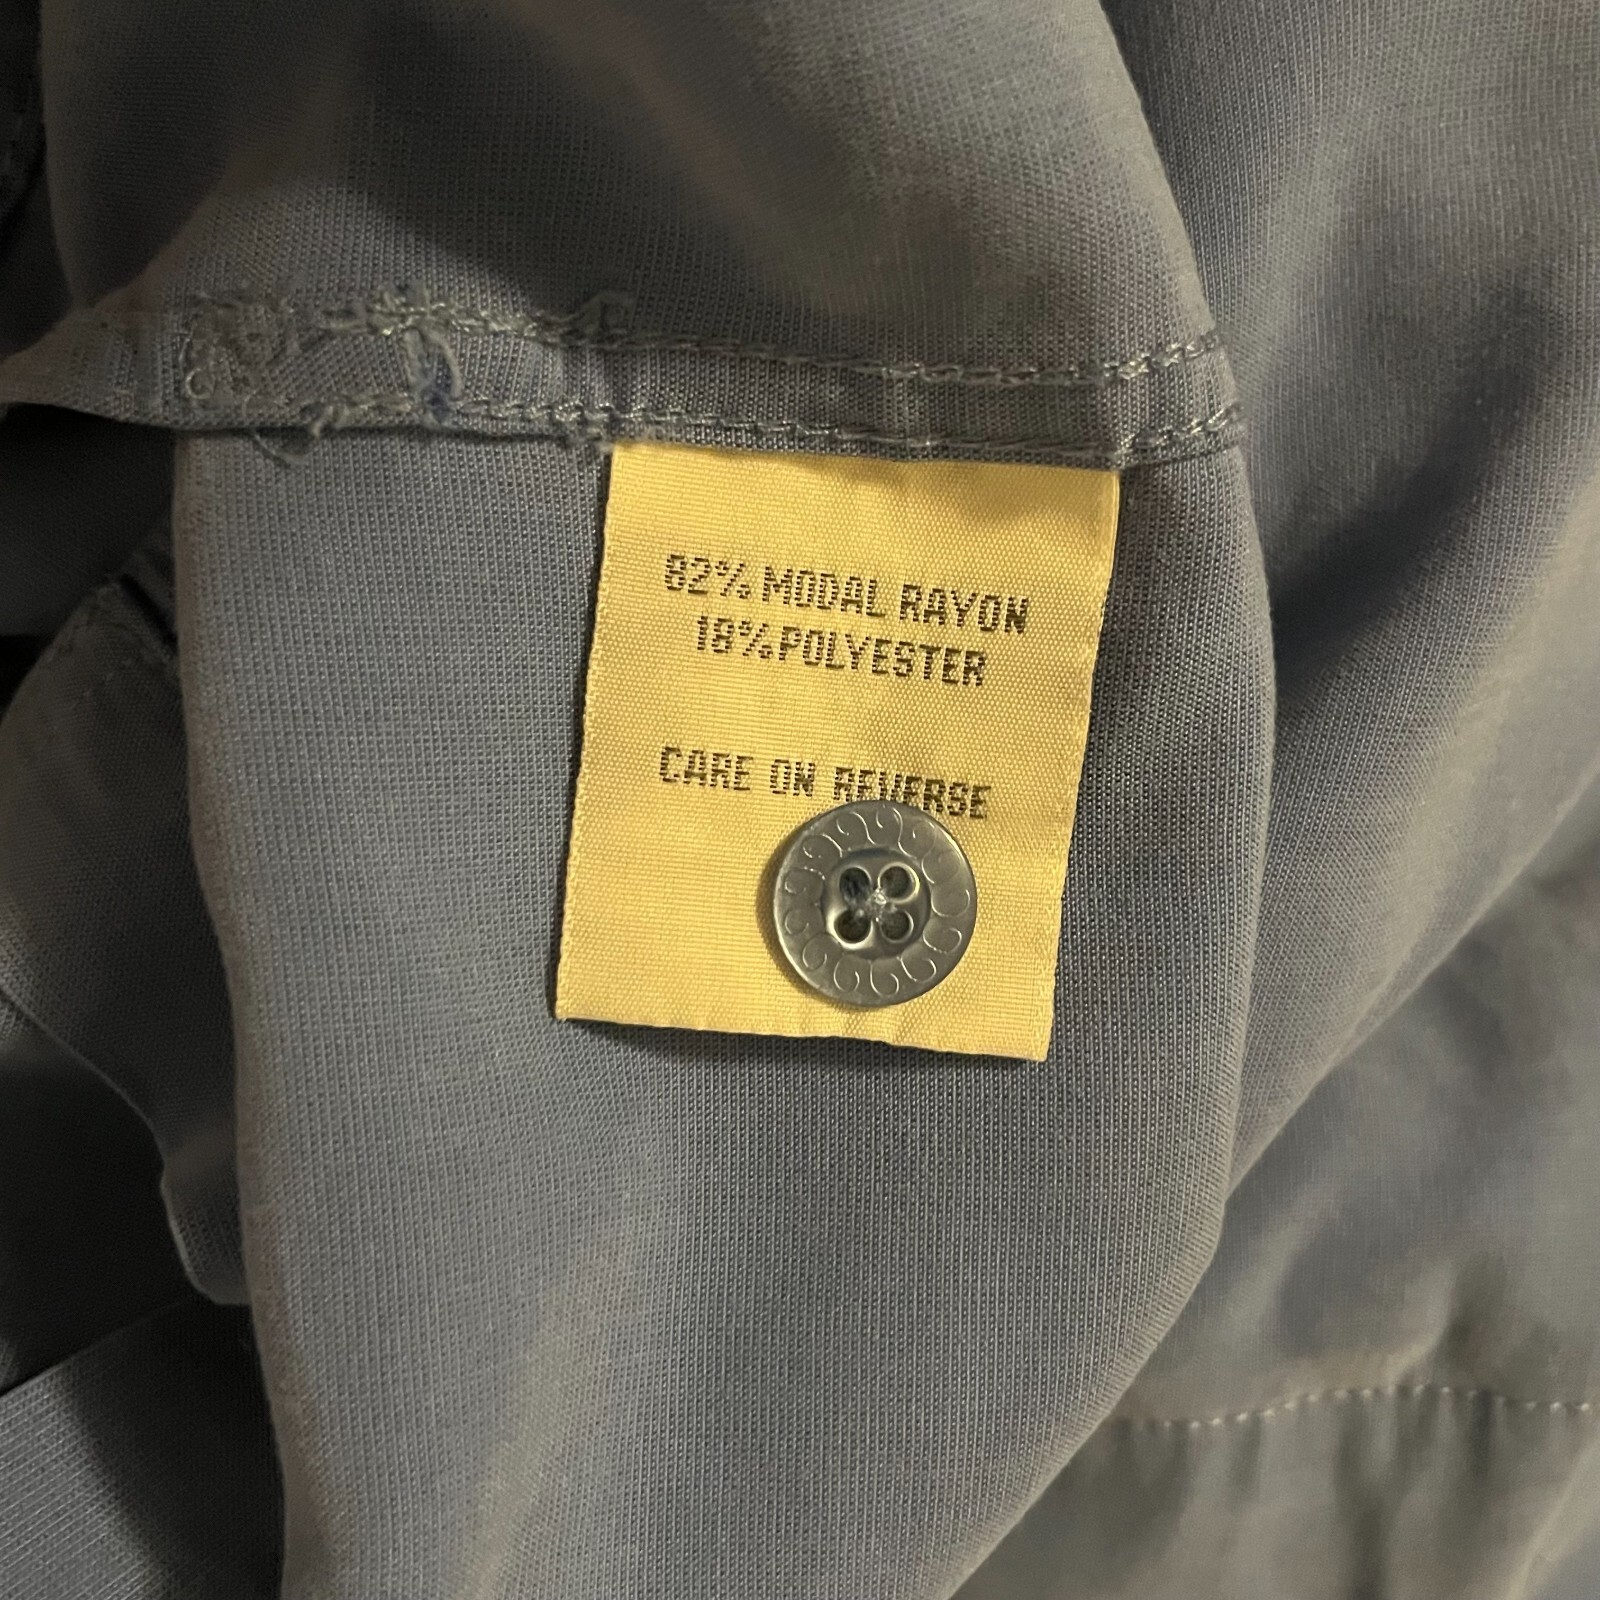 82% MODAL RAYON
18% POLYESTER
CARE ON REVERSE